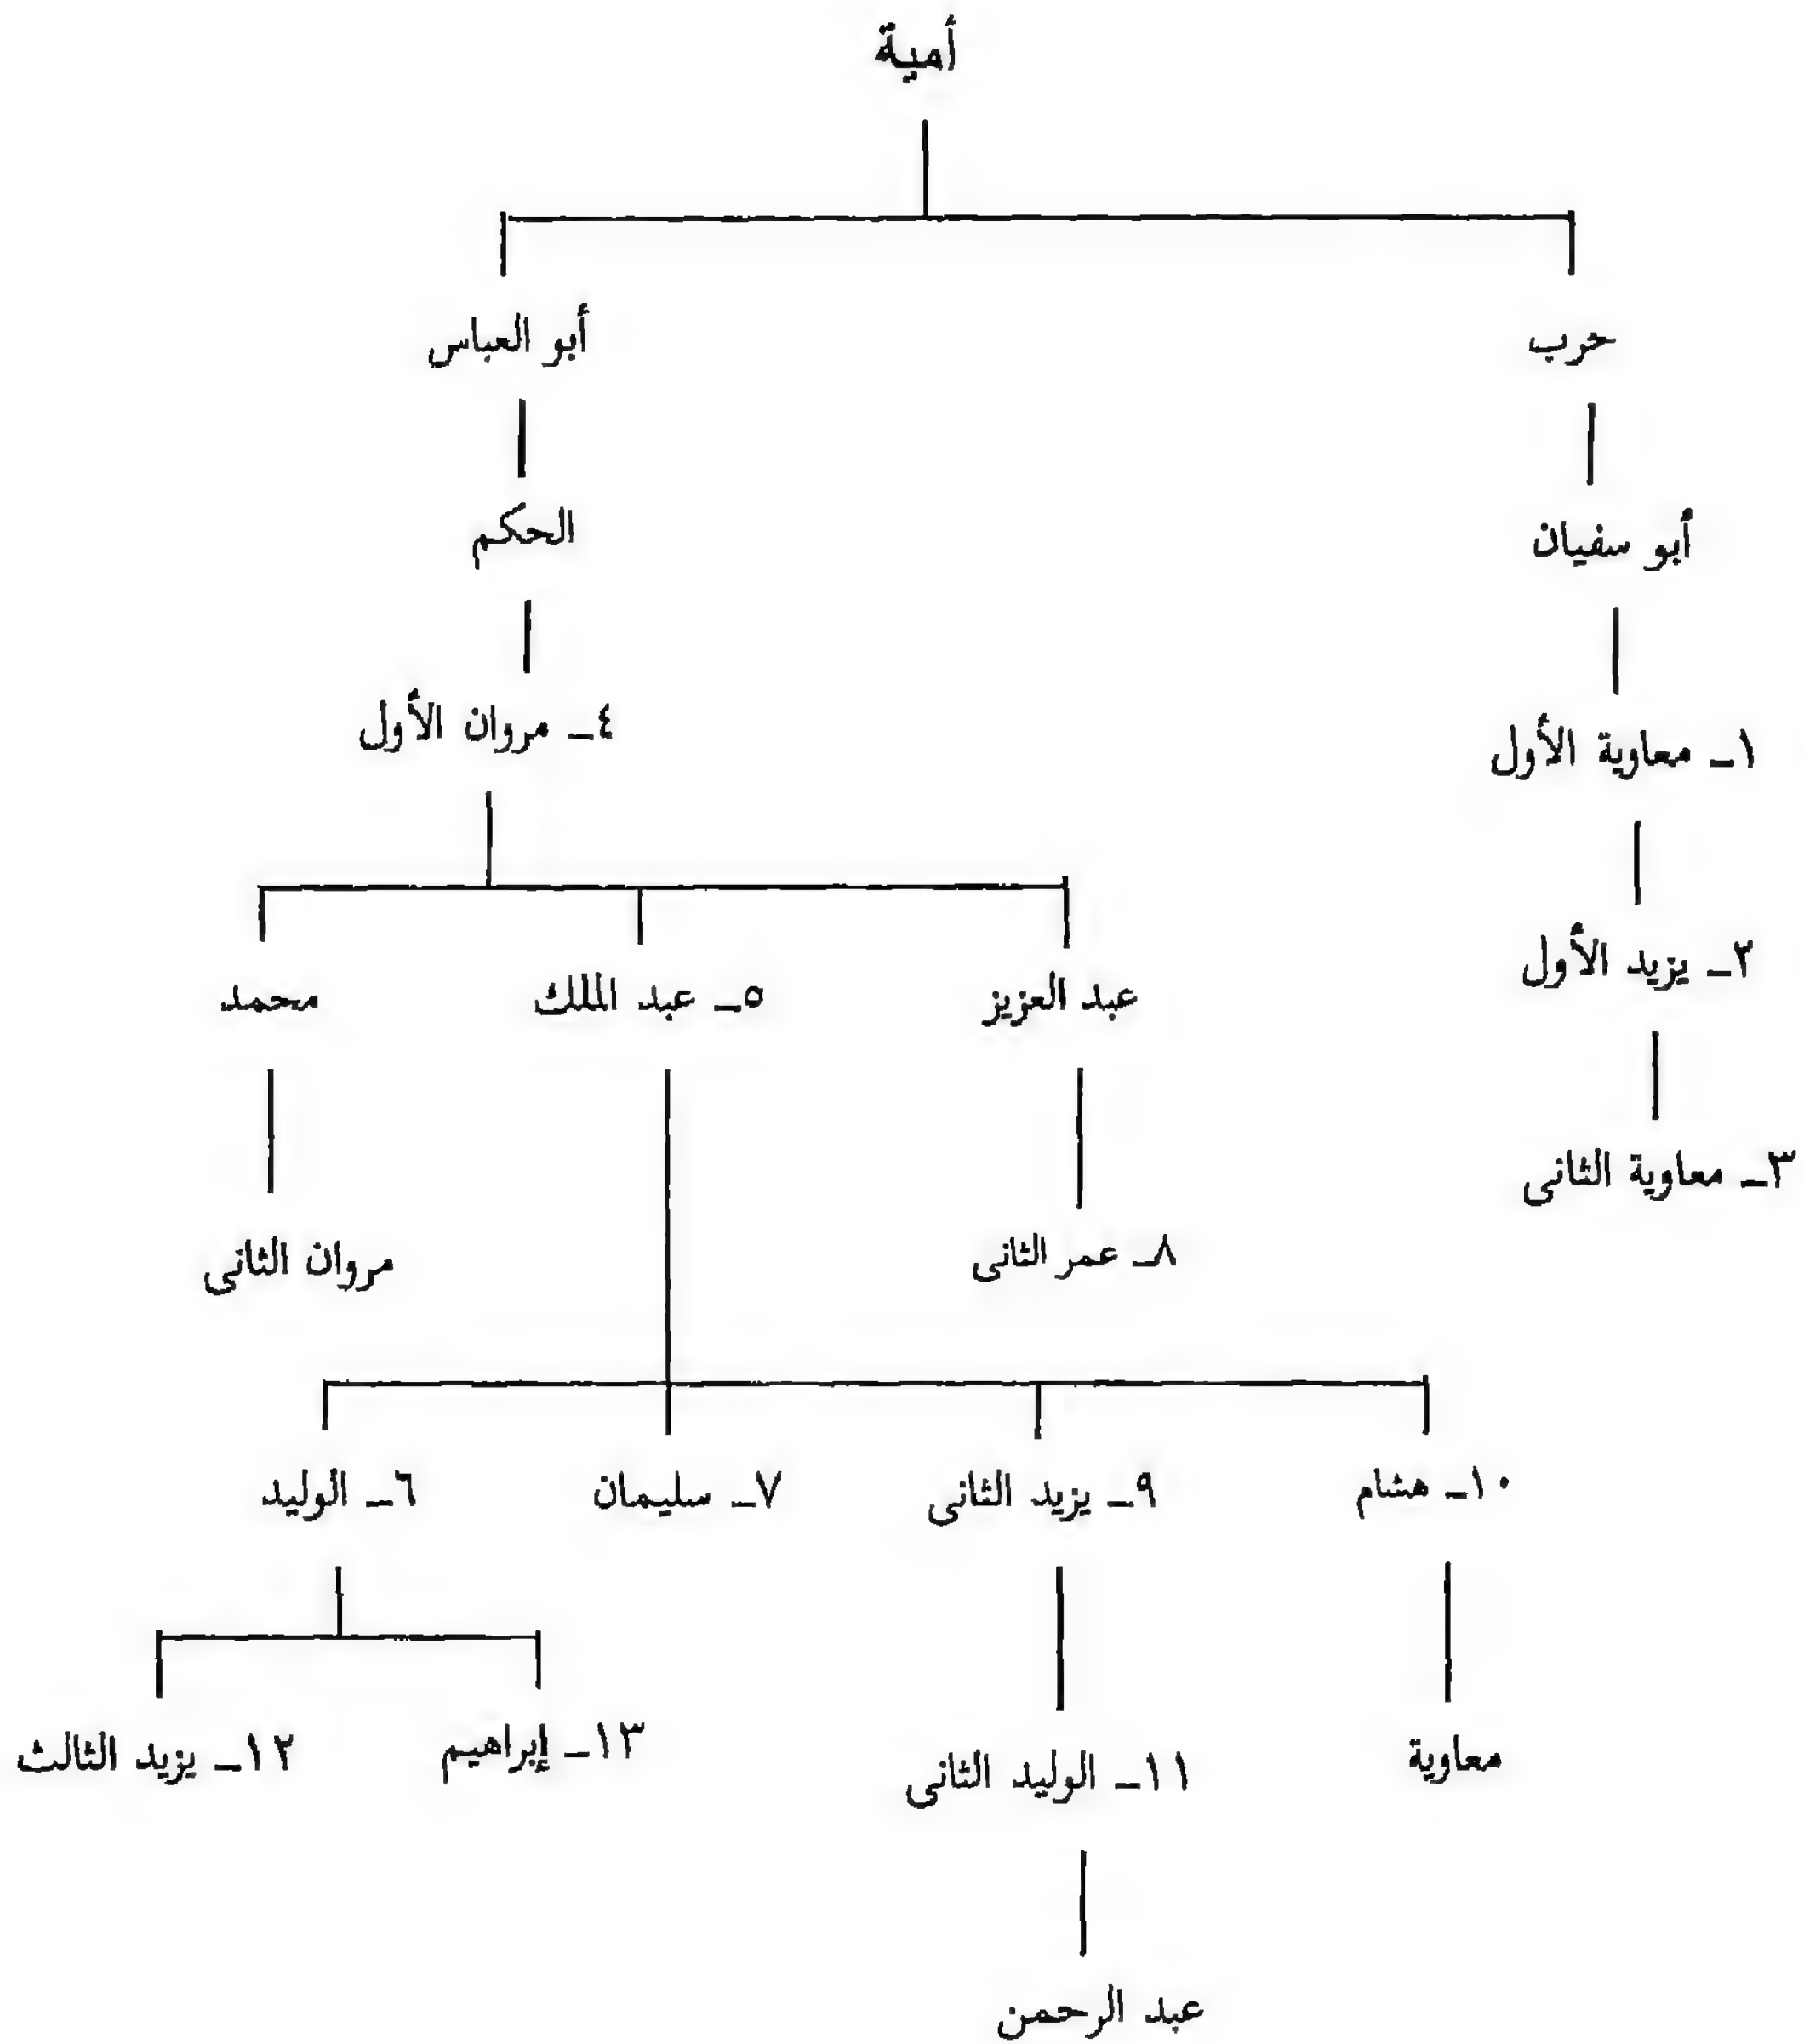 أمية
حرب
أبو العباس
أبو سفيان
الحكم
١ـ معاوية الأول
٤ـ مروان الأول
٢ـ يزيد الأول
عبد العزيز
٥ـ عبد الملك
محمد
٣ـ معاوية الثانى
٨ـ عمر الثانى
مروان الثانى
١٠ـ هشام
٩ـ يزيد الثانى
٧ـ سليمان
٦ـ الوليد
معاوية
١١ـ الوليد الثانى
١٣ـ إبراهيم
١٢ـ يزيد الثالث
عبد الرحمن